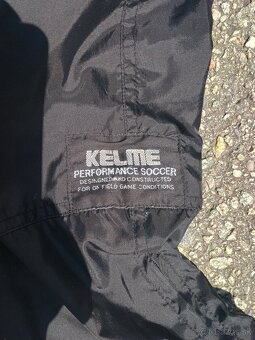 KELME
PERFORMANCE SOCCER
DESIGNED AND CONSTRUCTED
FOR ON FIELD GAME CONDITIONS.